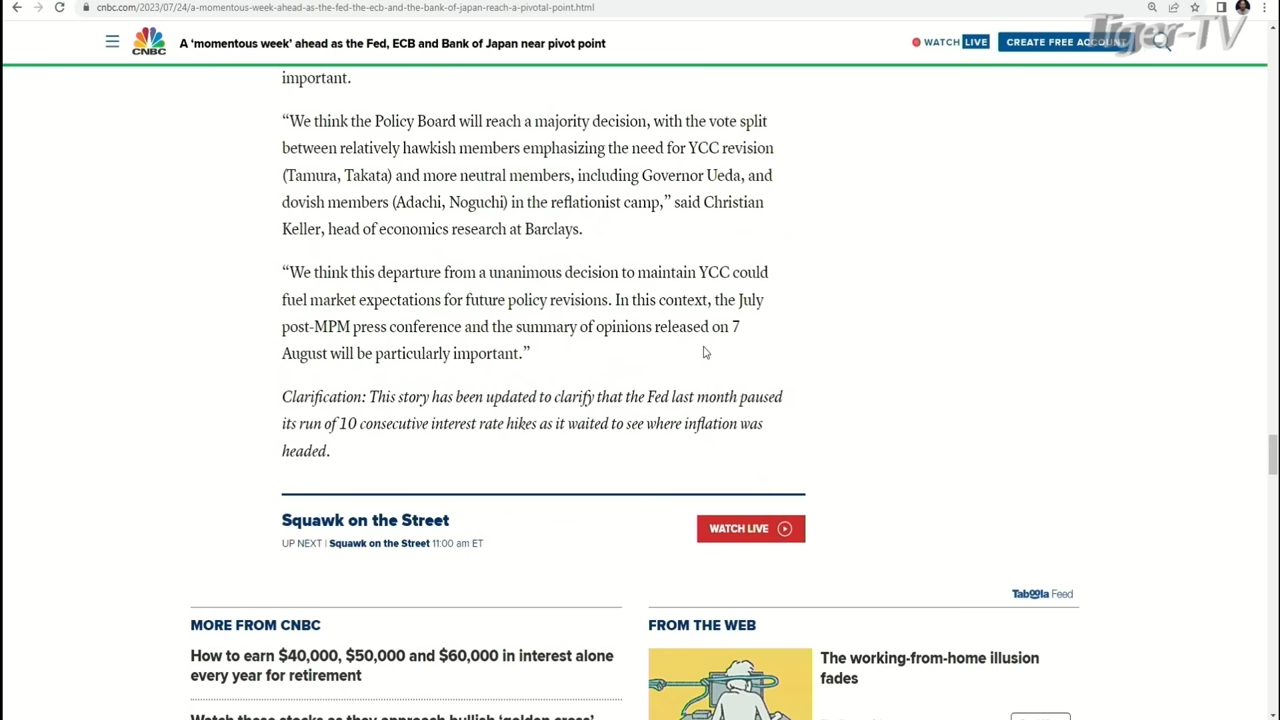 cnbc.com/2023/07/24/a-momentous-week-ahead-as-the-fed-the-ecb-and-the-bank-of-japan-reach-a-pivotal-point.html
CNBC
A ‘momentous week’ ahead as the Fed, ECB and Bank of Japan near pivot point
WATCH LIVE
CREATE FREE ACCOUNT
Tiger-TV
important.
“We think the Policy Board will reach a majority decision, with the vote split
between relatively hawkish members emphasizing the need for YCC revision
(Tamura, Takata) and more neutral members, including Governor Ueda, and
dovish members (Adachi, Noguchi) in the reflationist camp,” said Christian
Keller, head of economics research at Barclays.
“We think this departure from a unanimous decision to maintain YCC could
fuel market expectations for future policy revisions. In this context, the July
post-MPM press conference and the summary of opinions released on 7
August will be particularly important.”
Clarification: This story has been updated to clarify that the Fed last month paused
its run of 10 consecutive interest rate hikes as it waited to see where inflation was
headed.
Squawk on the Street
WATCH LIVE
UP NEXT | Squawk on the Street 11:00 am ET
Taboola Feed
MORE FROM CNBC
How to earn $40,000, $50,000 and $60,000 in interest alone
every year for retirement
Watch these stocks as they approach bullish ‘golden cross’
FROM THE WEB
The working-from-home illusion
fades